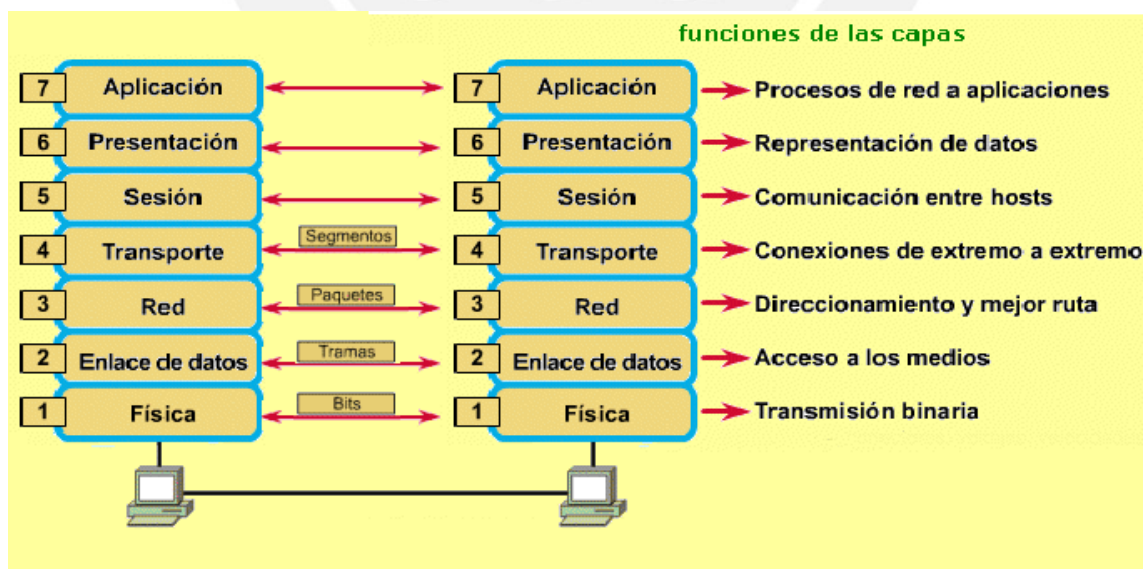 funciones de las capas
7 Aplicación 7 Aplicación Procesos de red a aplicaciones
6 Presentación 6 Presentación Representación de datos
5 Sesión 5 Sesión Comunicación entre hosts
4 Transporte Segmentos 4 Transporte Conexiones de extremo a extremo
3 Red Paquetes 3 Red Direccionamiento y mejor ruta
2 Enlace de datos Tramas 2 Enlace de datos Acceso a los medios
1 Física Bits 1 Física Transmisión binaria